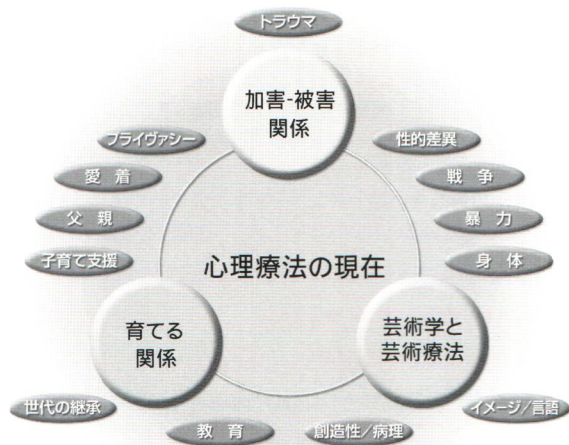 トラウマ
加害-被害
関係
プライヴァシー
性的差異
愛着
戦争
父親
暴力
子育て支援
身体
心理療法の現在
育てる
関係
芸術学と
芸術療法
世代の継承
イメージ/言語
教育
創造性/病理